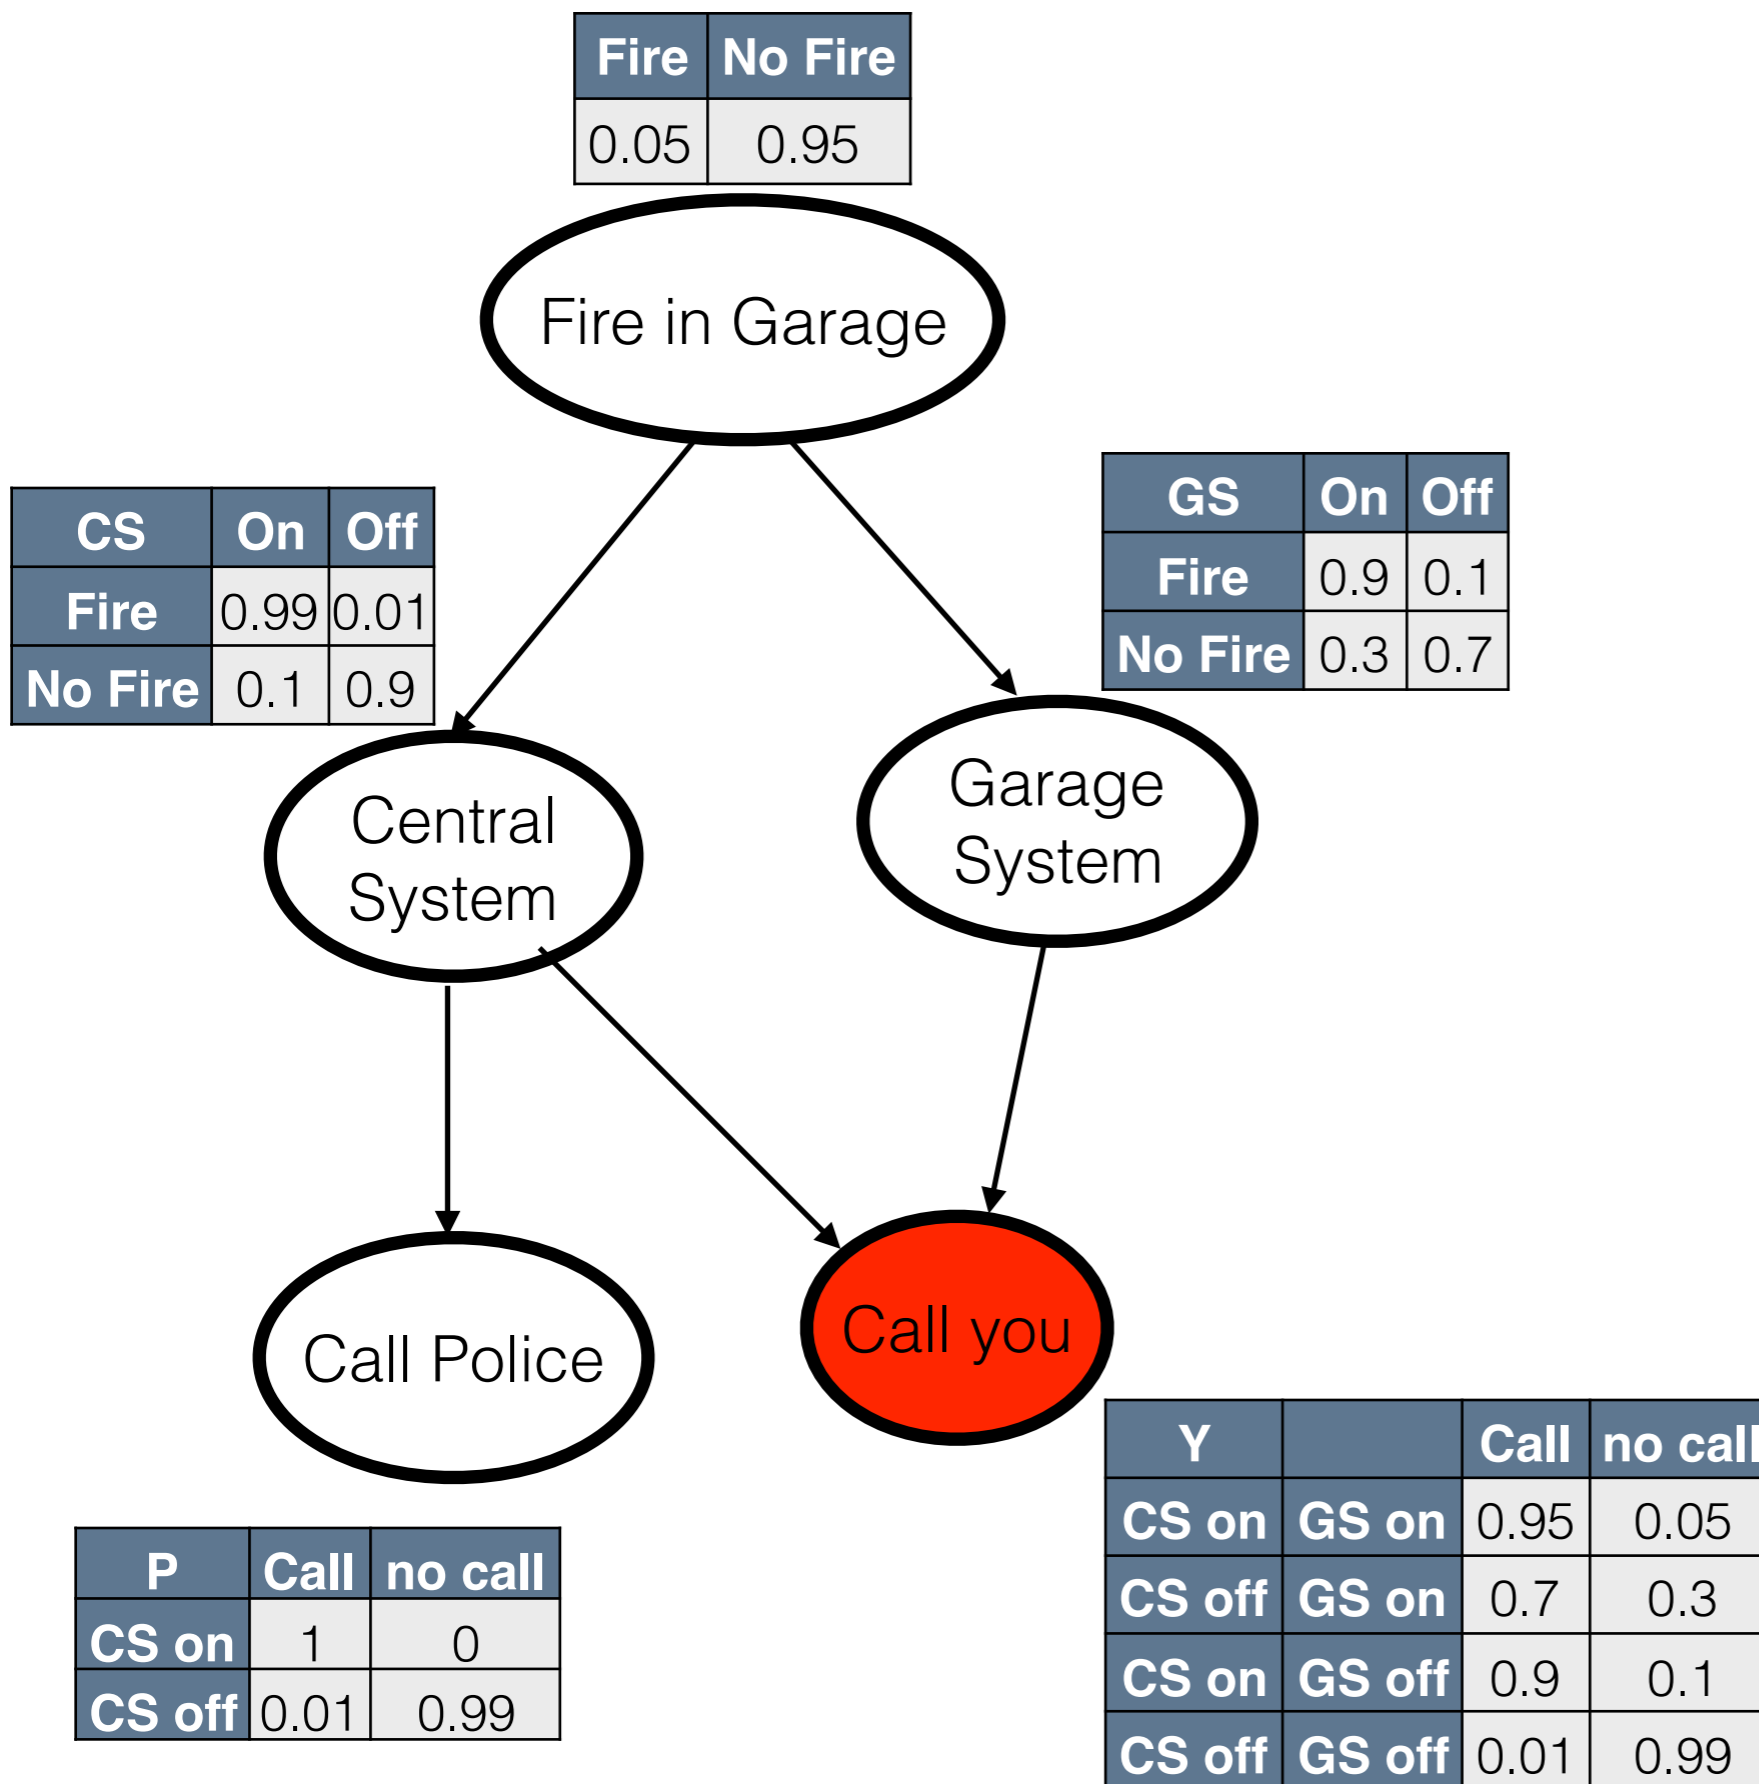 Fire No Fire
0.05 0.95
Fire in Garage
CS On Off
Fire 0.99 0.01
No Fire 0.1 0.9
GS On Off
Fire 0.9 0.1
No Fire 0.3 0.7
Central
System
Garage
System
Call Police
Call you
P Call no call
CS on 1 0
CS off 0.01 0.99
Y Call no call
CS on GS on 0.95 0.05
CS off GS on 0.7 0.3
CS on GS off 0.9 0.1
CS off GS off 0.01 0.99